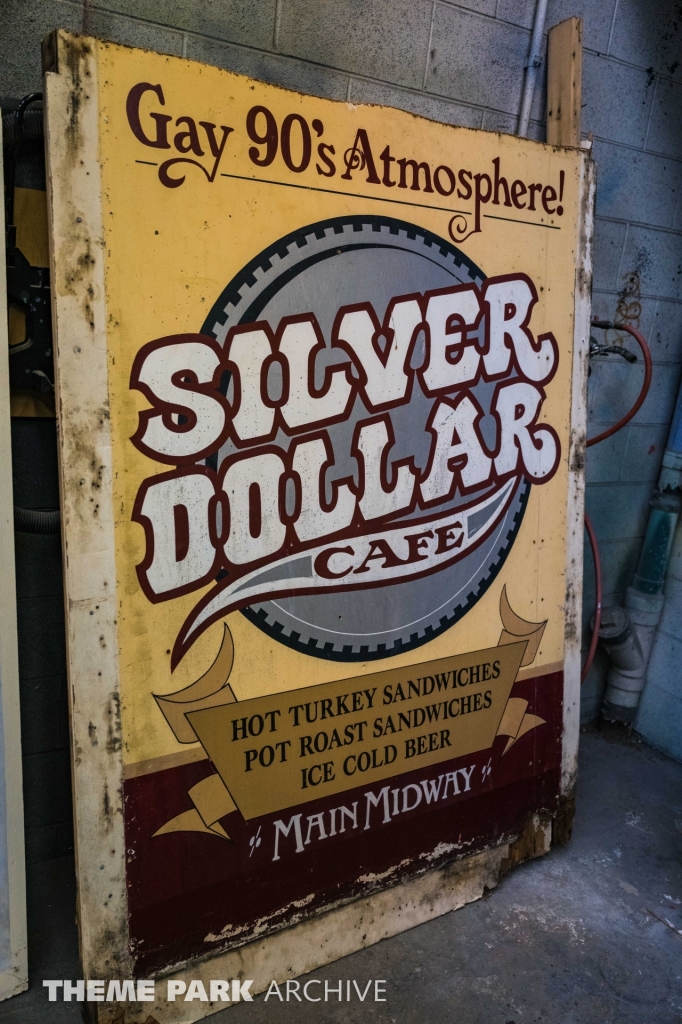 Gay 90's Atmosphere!
SILVER
DOLLAR
CAFE
HOT TURKEY SANDWICHES
POT ROAST SANDWICHES
ICE COLD BEER
MAIN MIDWAY
THEME PARK ARCHIVE